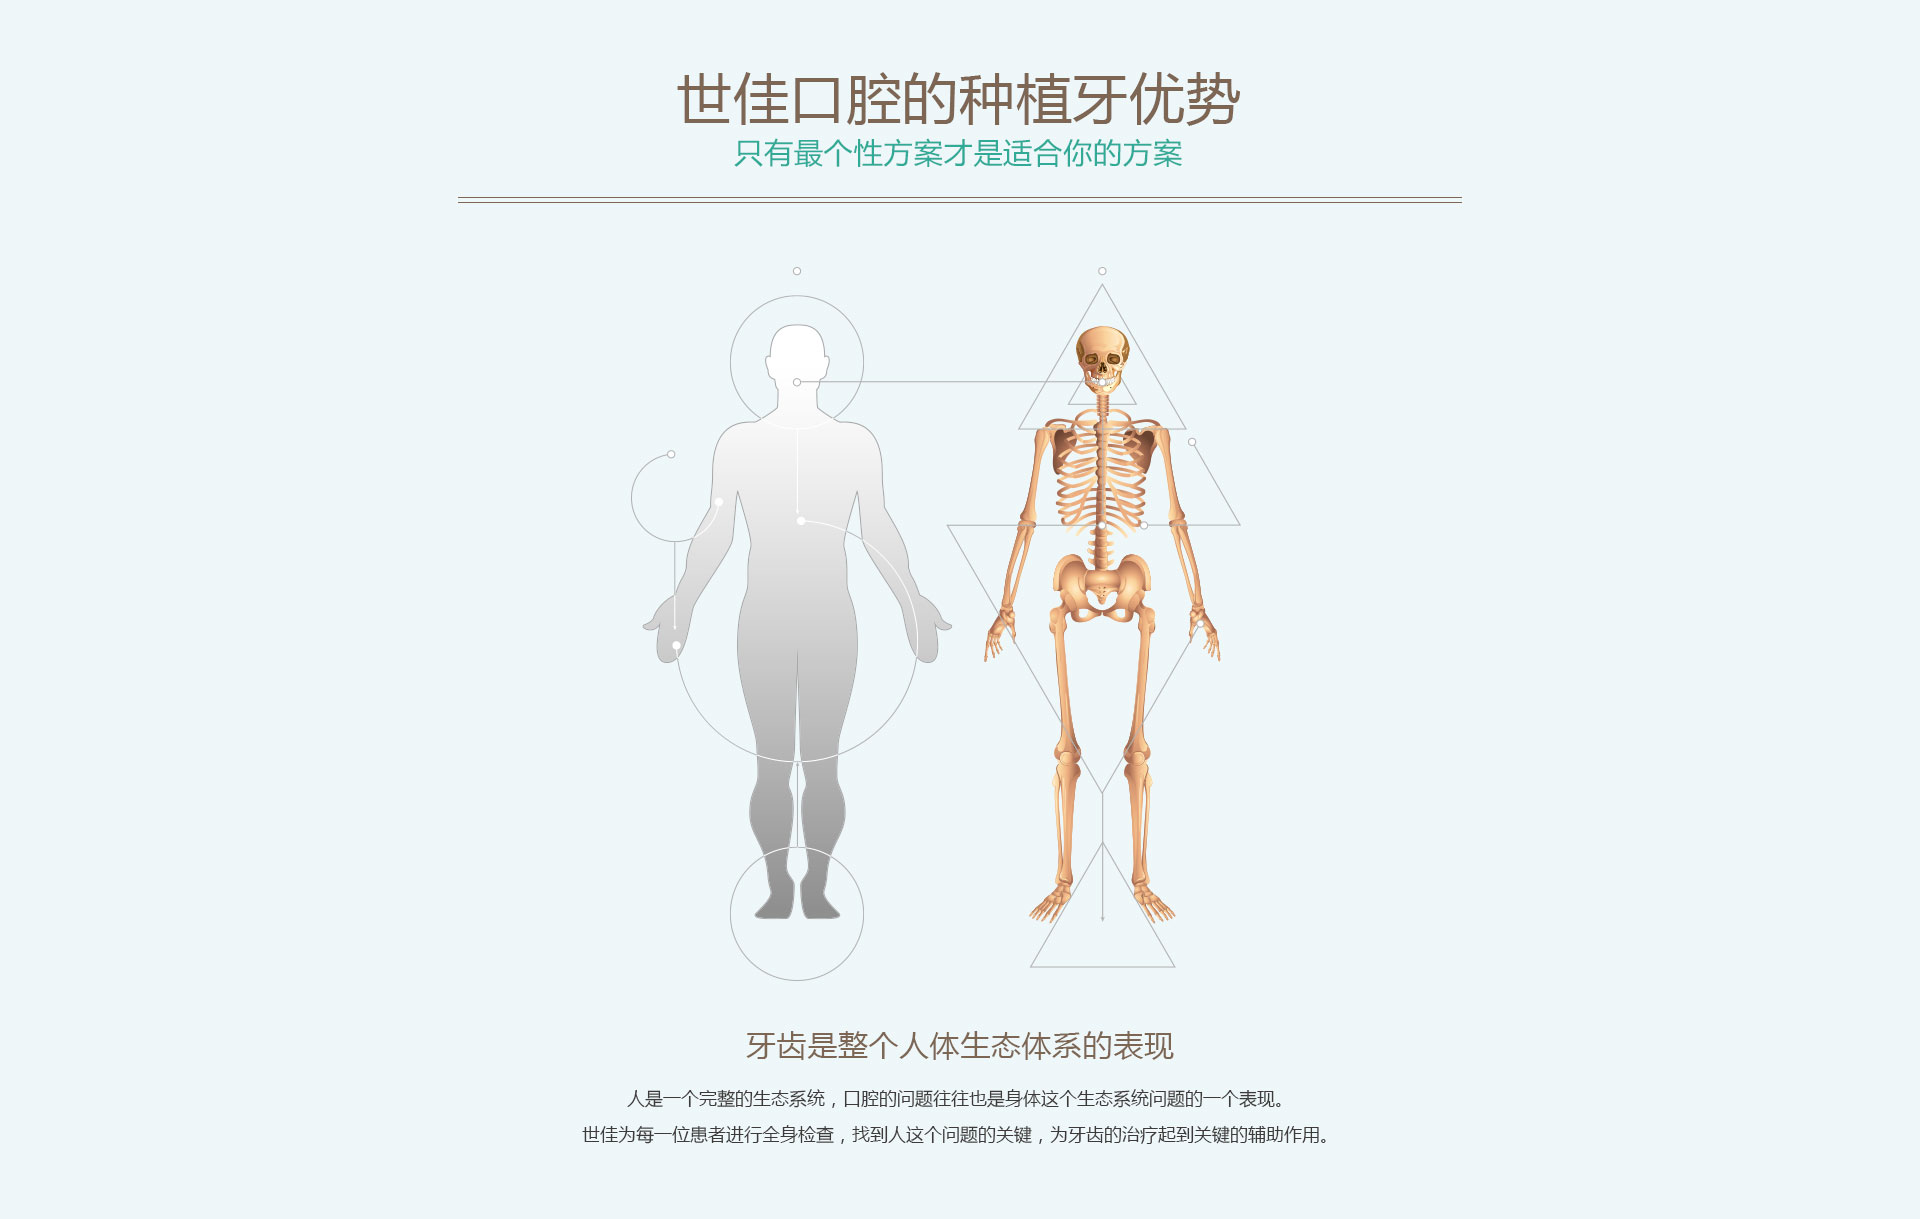 世佳口腔的种植牙优势
只有最个性方案才是适合你的方案
牙齿是整个人体生态体系的表现
人是一个完整的生态系统，口腔的问题往往也是身体这个生态系统问题的一个表现。
世佳为每一位患者进行全身检查，找到人这个问题的关键，为牙齿的治疗起到关键的辅助作用。